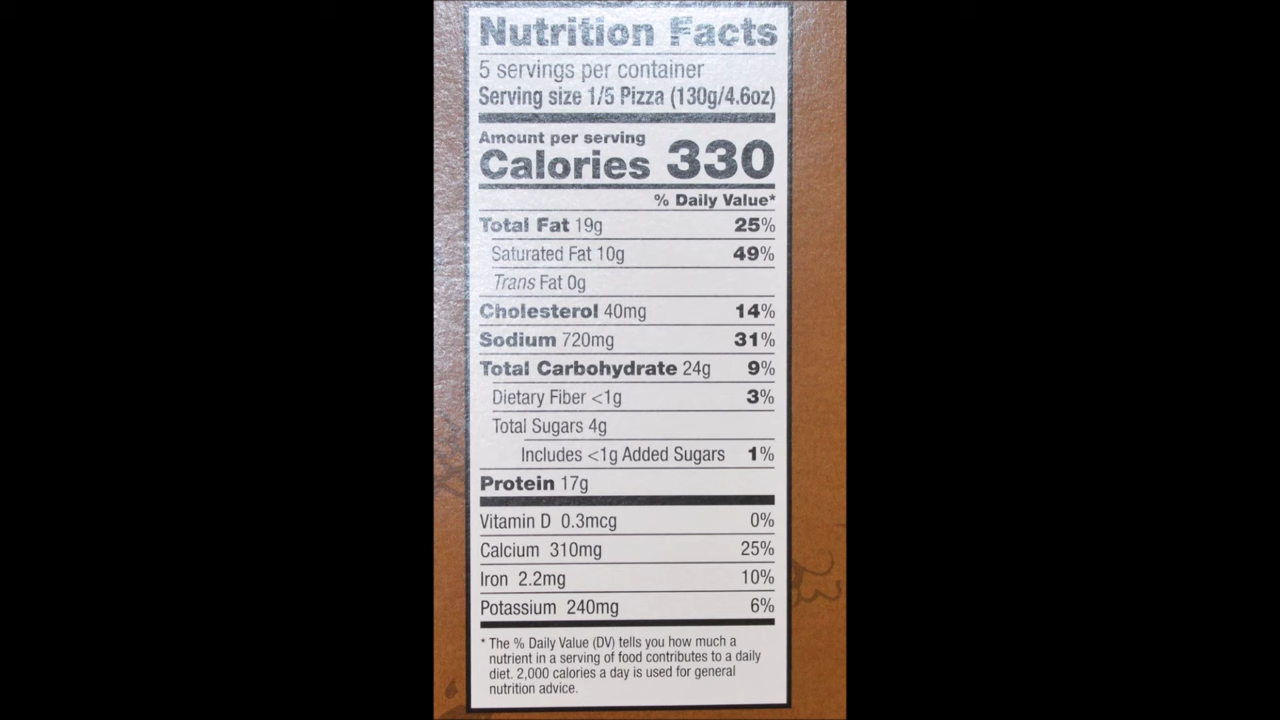 Nutrition Facts
5 servings per container
Serving size 1/5 Pizza (130g/4.6oz)
Amount per serving
Calories 330
% Daily Value*
Total Fat 19g 25%
Saturated Fat 10g 49%
Trans Fat 0g
Cholesterol 40mg 14%
Sodium 720mg 31%
Total Carbohydrate 24g 9%
Dietary Fiber <1g 3%
Total Sugars 4g
Includes <1g Added Sugars 1%
Protein 17g
Vitamin D 0.3mcg 0%
Calcium 310mg 25%
Iron 2.2mg 10%
Potassium 240mg 6%
* The % Daily Value (DV) tells you how much a
nutrient in a serving of food contributes to a daily
diet. 2,000 calories a day is used for general
nutrition advice.